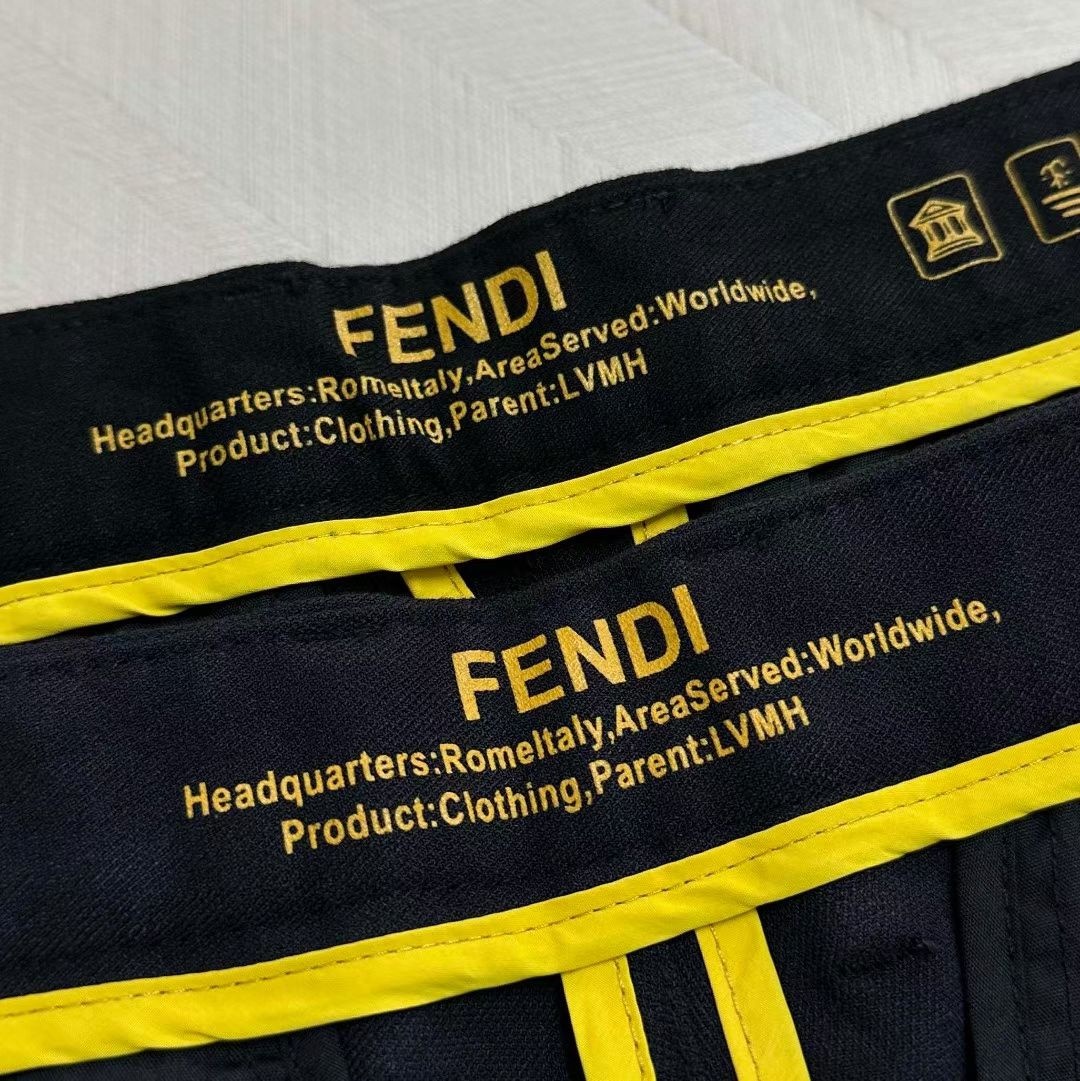 FENDI
Headquarters:RomeItaly,AreaServed:Worldwide,
Product:Clothing,Parent:LVMH
FENDI
Headquarters:RomeItaly,AreaServed:Worldwide,
Product:Clothing,Parent:LVMH